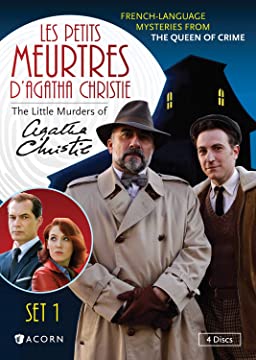 LES PETITS
MEURTRES
D'AGATHA CHRISTIE
The Little Murders of
Agatha
Christie
FRENCH-LANGUAGE
MYSTERIES FROM
THE QUEEN OF CRIME
SET 1
ACORN
4 Discs